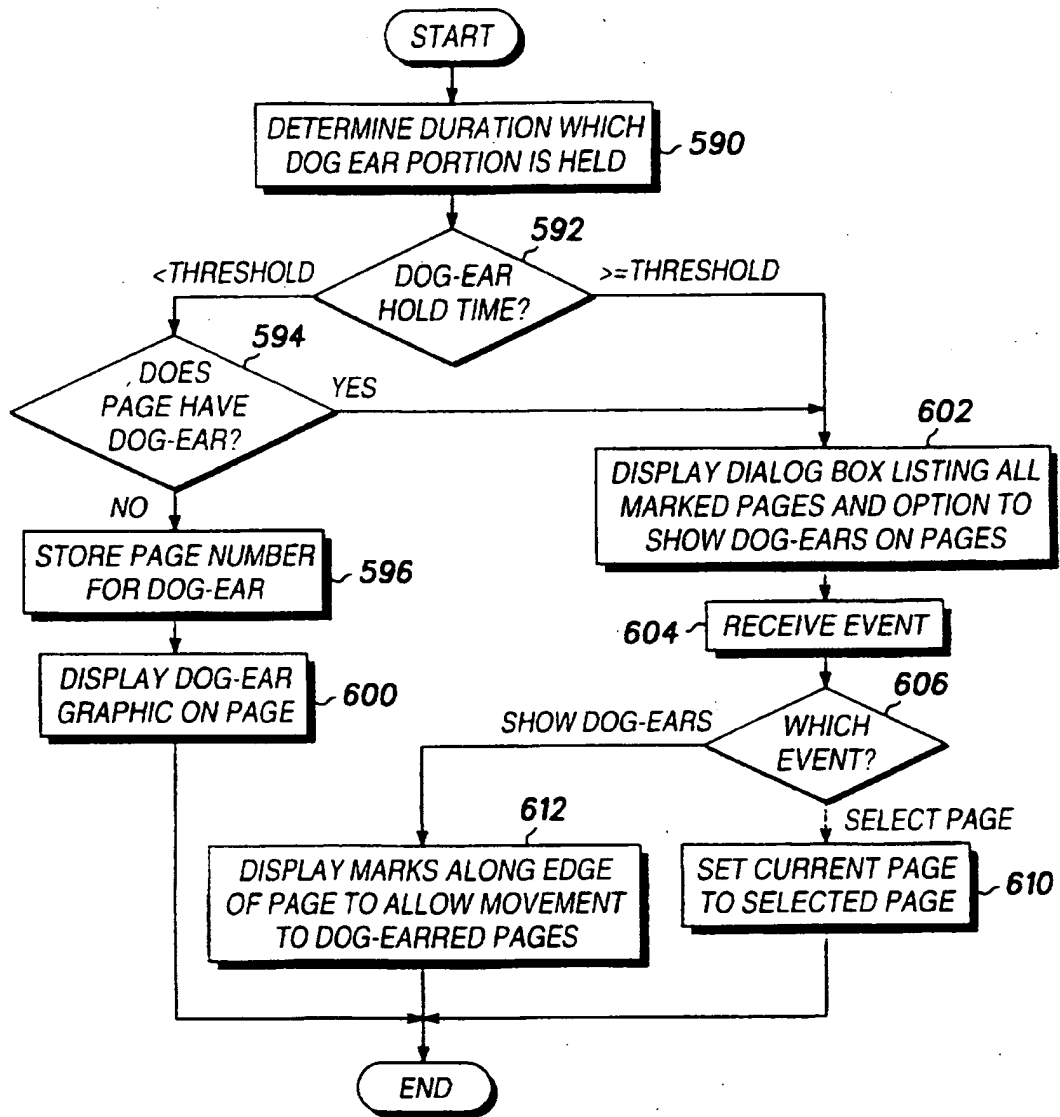 START
DETERMINE DURATION WHICH
DOG EAR PORTION IS HELD
590
592
<THRESHOLD
DOG-EAR
HOLD TIME?
>=THRESHOLD
594
DOES
PAGE HAVE
DOG-EAR?
YES
602
DISPLAY DIALOG BOX LISTING ALL
MARKED PAGES AND OPTION TO
SHOW DOG-EARS ON PAGES
NO
STORE PAGE NUMBER
FOR DOG-EAR
596
604
RECEIVE EVENT
DISPLAY DOG-EAR
GRAPHIC ON PAGE
600
606
SHOW DOG-EARS
WHICH
EVENT?
SELECT PAGE
612
DISPLAY MARKS ALONG EDGE
OF PAGE TO ALLOW MOVEMENT
TO DOG-EARRED PAGES
SET CURRENT PAGE
TO SELECTED PAGE
610
END